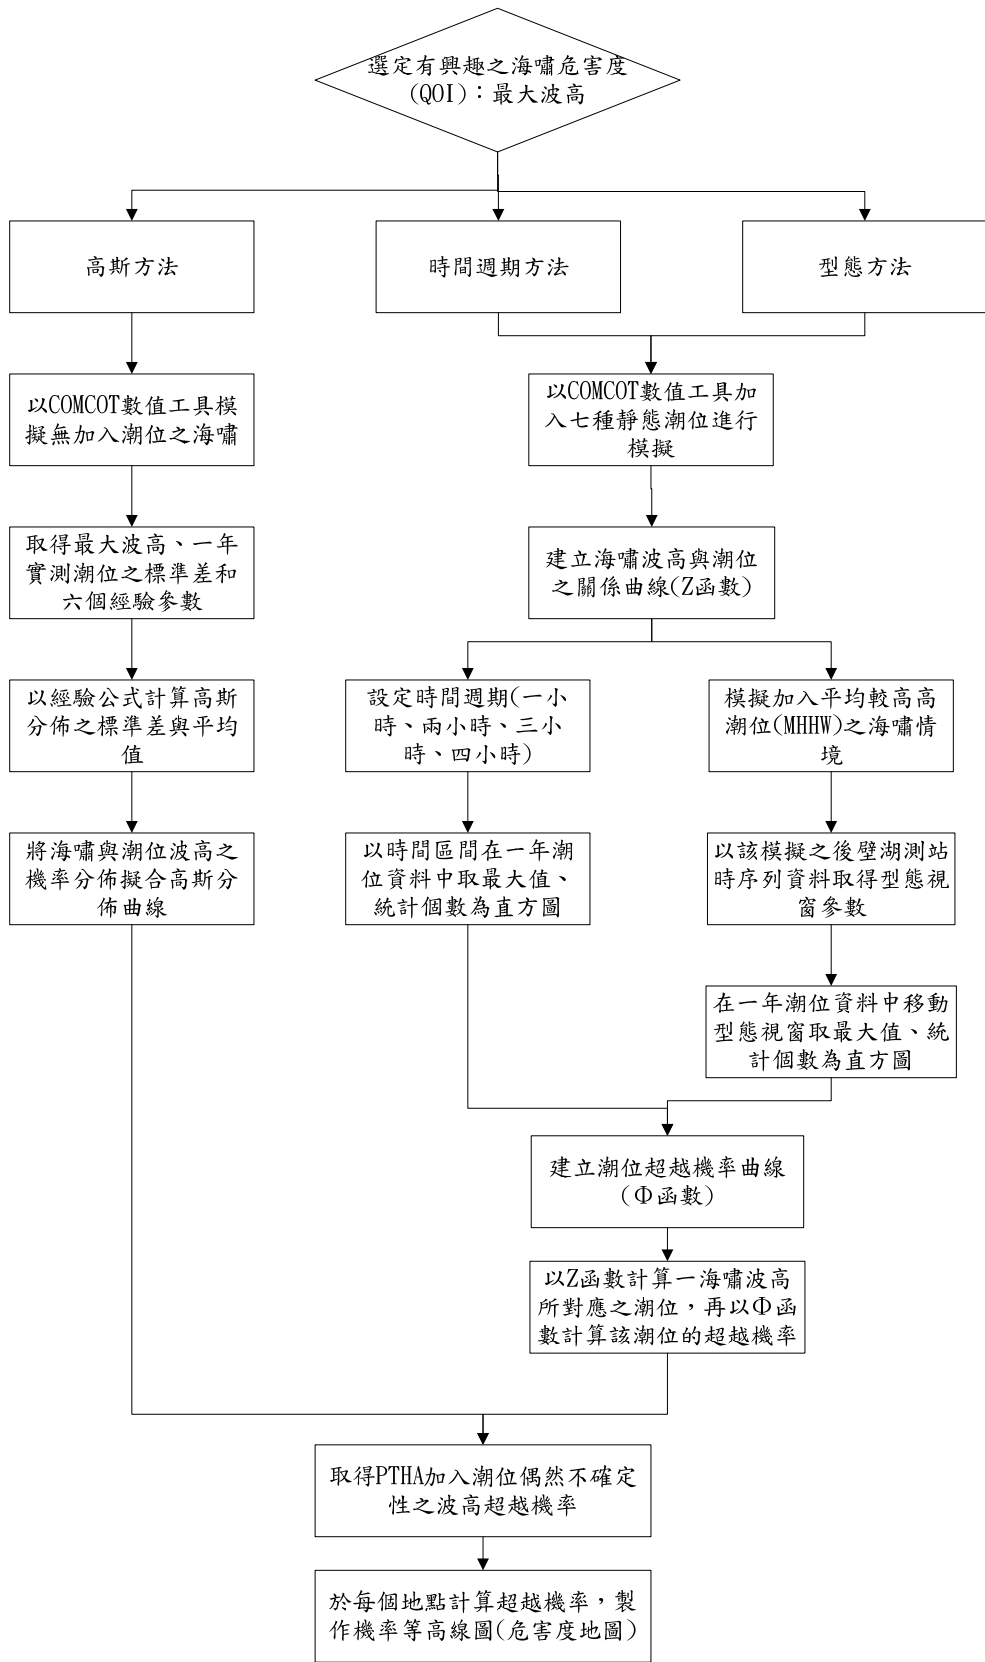 選定有興趣之海嘯危害度
(QOI)：最大波高
高斯方法
時間週期方法
型態方法
以COMCOT數值工具模
擬無加入潮位之海嘯
以COMCOT數值工具加
入七種靜態潮位進行
模擬
取得最大波高、一年
實測潮位之標準差和
六個經驗參數
建立海嘯波高與潮位
之關係曲線(Z函數)
以經驗公式計算高斯
分佈之標準差與平均
值
設定時間週期(一小
時、兩小時、三小
時、四小時)
模擬加入平均較高高
潮位(MHHW)之海嘯情
境
將海嘯與潮位波高之
機率分佈擬合高斯分
佈曲線
以時間區間在一年潮
位資料中取最大值、
統計個數為直方圖
以該模擬之後壁湖測站
時序列資料取得型態視
窗參數
在一年潮位資料中移動
型態視窗取最大值、統
計個數為直方圖
建立潮位超越機率曲線
(Φ函數)
以Z函數計算一海嘯波高
所對應之潮位，再以Φ函
數計算該潮位的超越機率
取得PTHA加入潮位偶然不確定
性之波高超越機率
於每個地點計算超越機率，製
作機率等高線圖(危害度地圖)